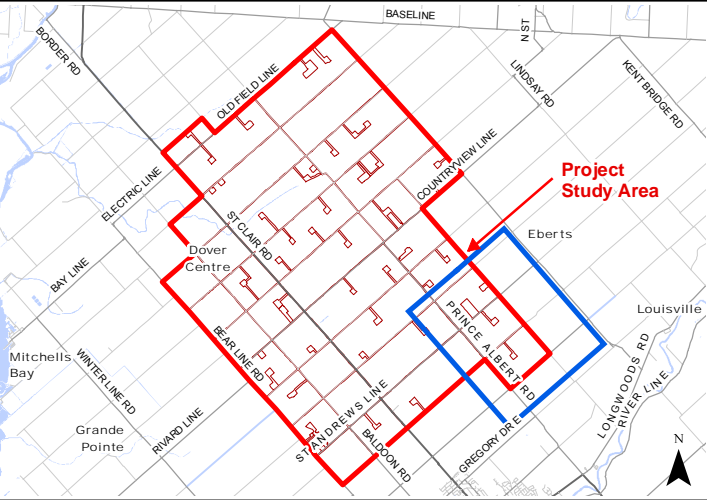 BASELINE
N ST
BORDER RD
KENT BRIDGE RD
LINDSAY RD
OLD FIELD LINE
COUNTRYVIEW LINE
Project
Study Area
ELECTRIC LINE
ST CLAIR RD
Eberts
Dover
Centre
BAY LINE
Louisville
PRINCE ALBERT RD
BEAR LINE RD
Mitchells
Bay
WINTER LINE RD
LONGWOODS RD
RIVER LINE
ST ANDREWS LINE
RIVARD LINE
Grande
Pointe
BALDOON RD
GREGORY DR E
N